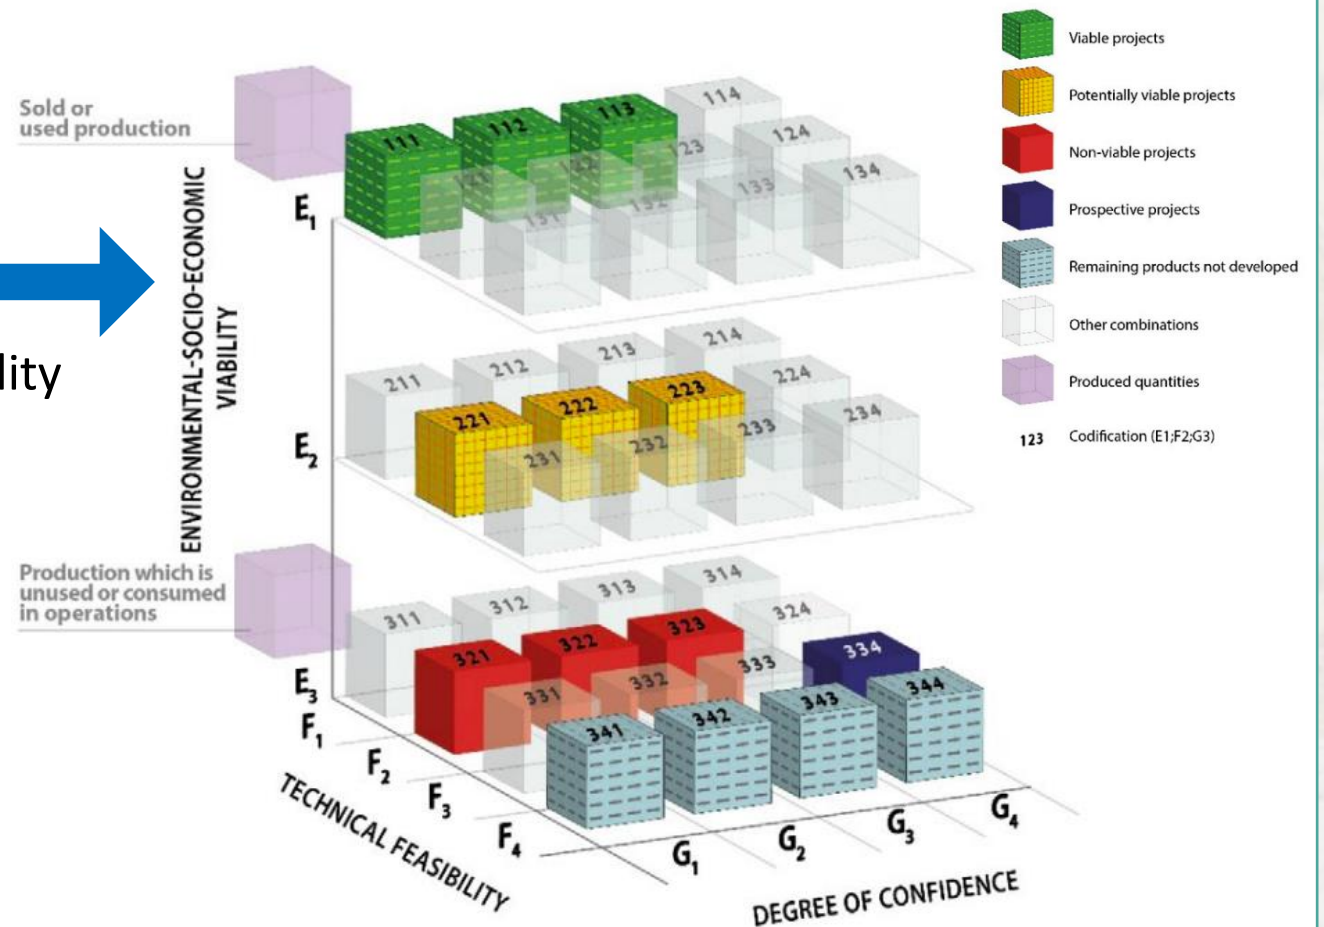 Sold or
used production
ENVIRONMENTAL-SOCIO-ECONOMIC
VIABILITY
lity
Production which is
unused or consumed
in operations
E1
111
112
113
114
121
122
123
124
131
132
133
134
E2
211
212
213
214
221
222
223
224
231
232
233
234
E3
311
312
313
314
321
322
323
324
331
332
333
334
341
342
343
344
F1
F2
F3
F4
TECHNICAL FEASIBILITY
G1
G2
G3
G4
DEGREE OF CONFIDENCE
Viable projects
Potentially viable projects
Non-viable projects
Prospective projects
Remaining products not developed
Other combinations
Produced quantities
123 Codification (E1;F2;G3)